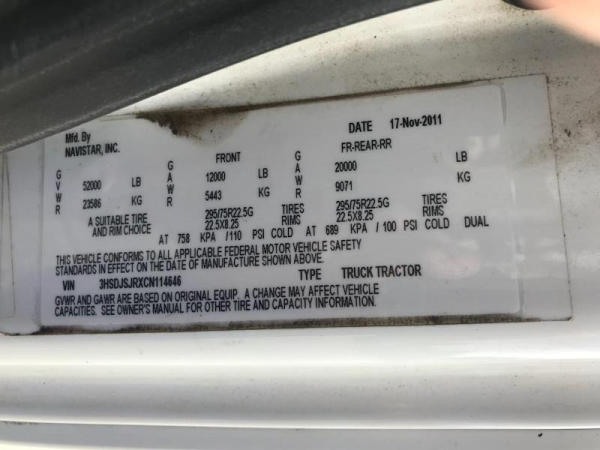 Mfd. By
NAVISTAR, INC.
DATE 17-Nov-2011
FRONT FR-REAR-RR
G V W R 52000 LB 23586 KG
G A W R 12000 LB 5443 KG
G A W R 20000 LB 9071 KG
A SUITABLE TIRE 295/75R22.5G TIRES 295/75R22.5G TIRES
AND RIM CHOICE 22.5X8.25 RIMS 22.5X8.25 RIMS
AT 758 KPA /110 PSI COLD AT 689 KPA /100 PSI COLD DUAL
THIS VEHICLE CONFORMS TO ALL APPLICABLE FEDERAL MOTOR VEHICLE SAFETY
STANDARDS IN EFFECT ON THE DATE OF MANUFACTURE SHOWN ABOVE.
VIN 3HSDJSJRXCN114646 TYPE TRUCK TRACTOR
GVWR AND GAWR ARE BASED ON ORIGINAL EQUIP. A CHANGE MAY AFFECT VEHICLE
CAPACITIES. SEE OWNER'S MANUAL FOR OTHER TIRE AND CAPACITY INFORMATION.